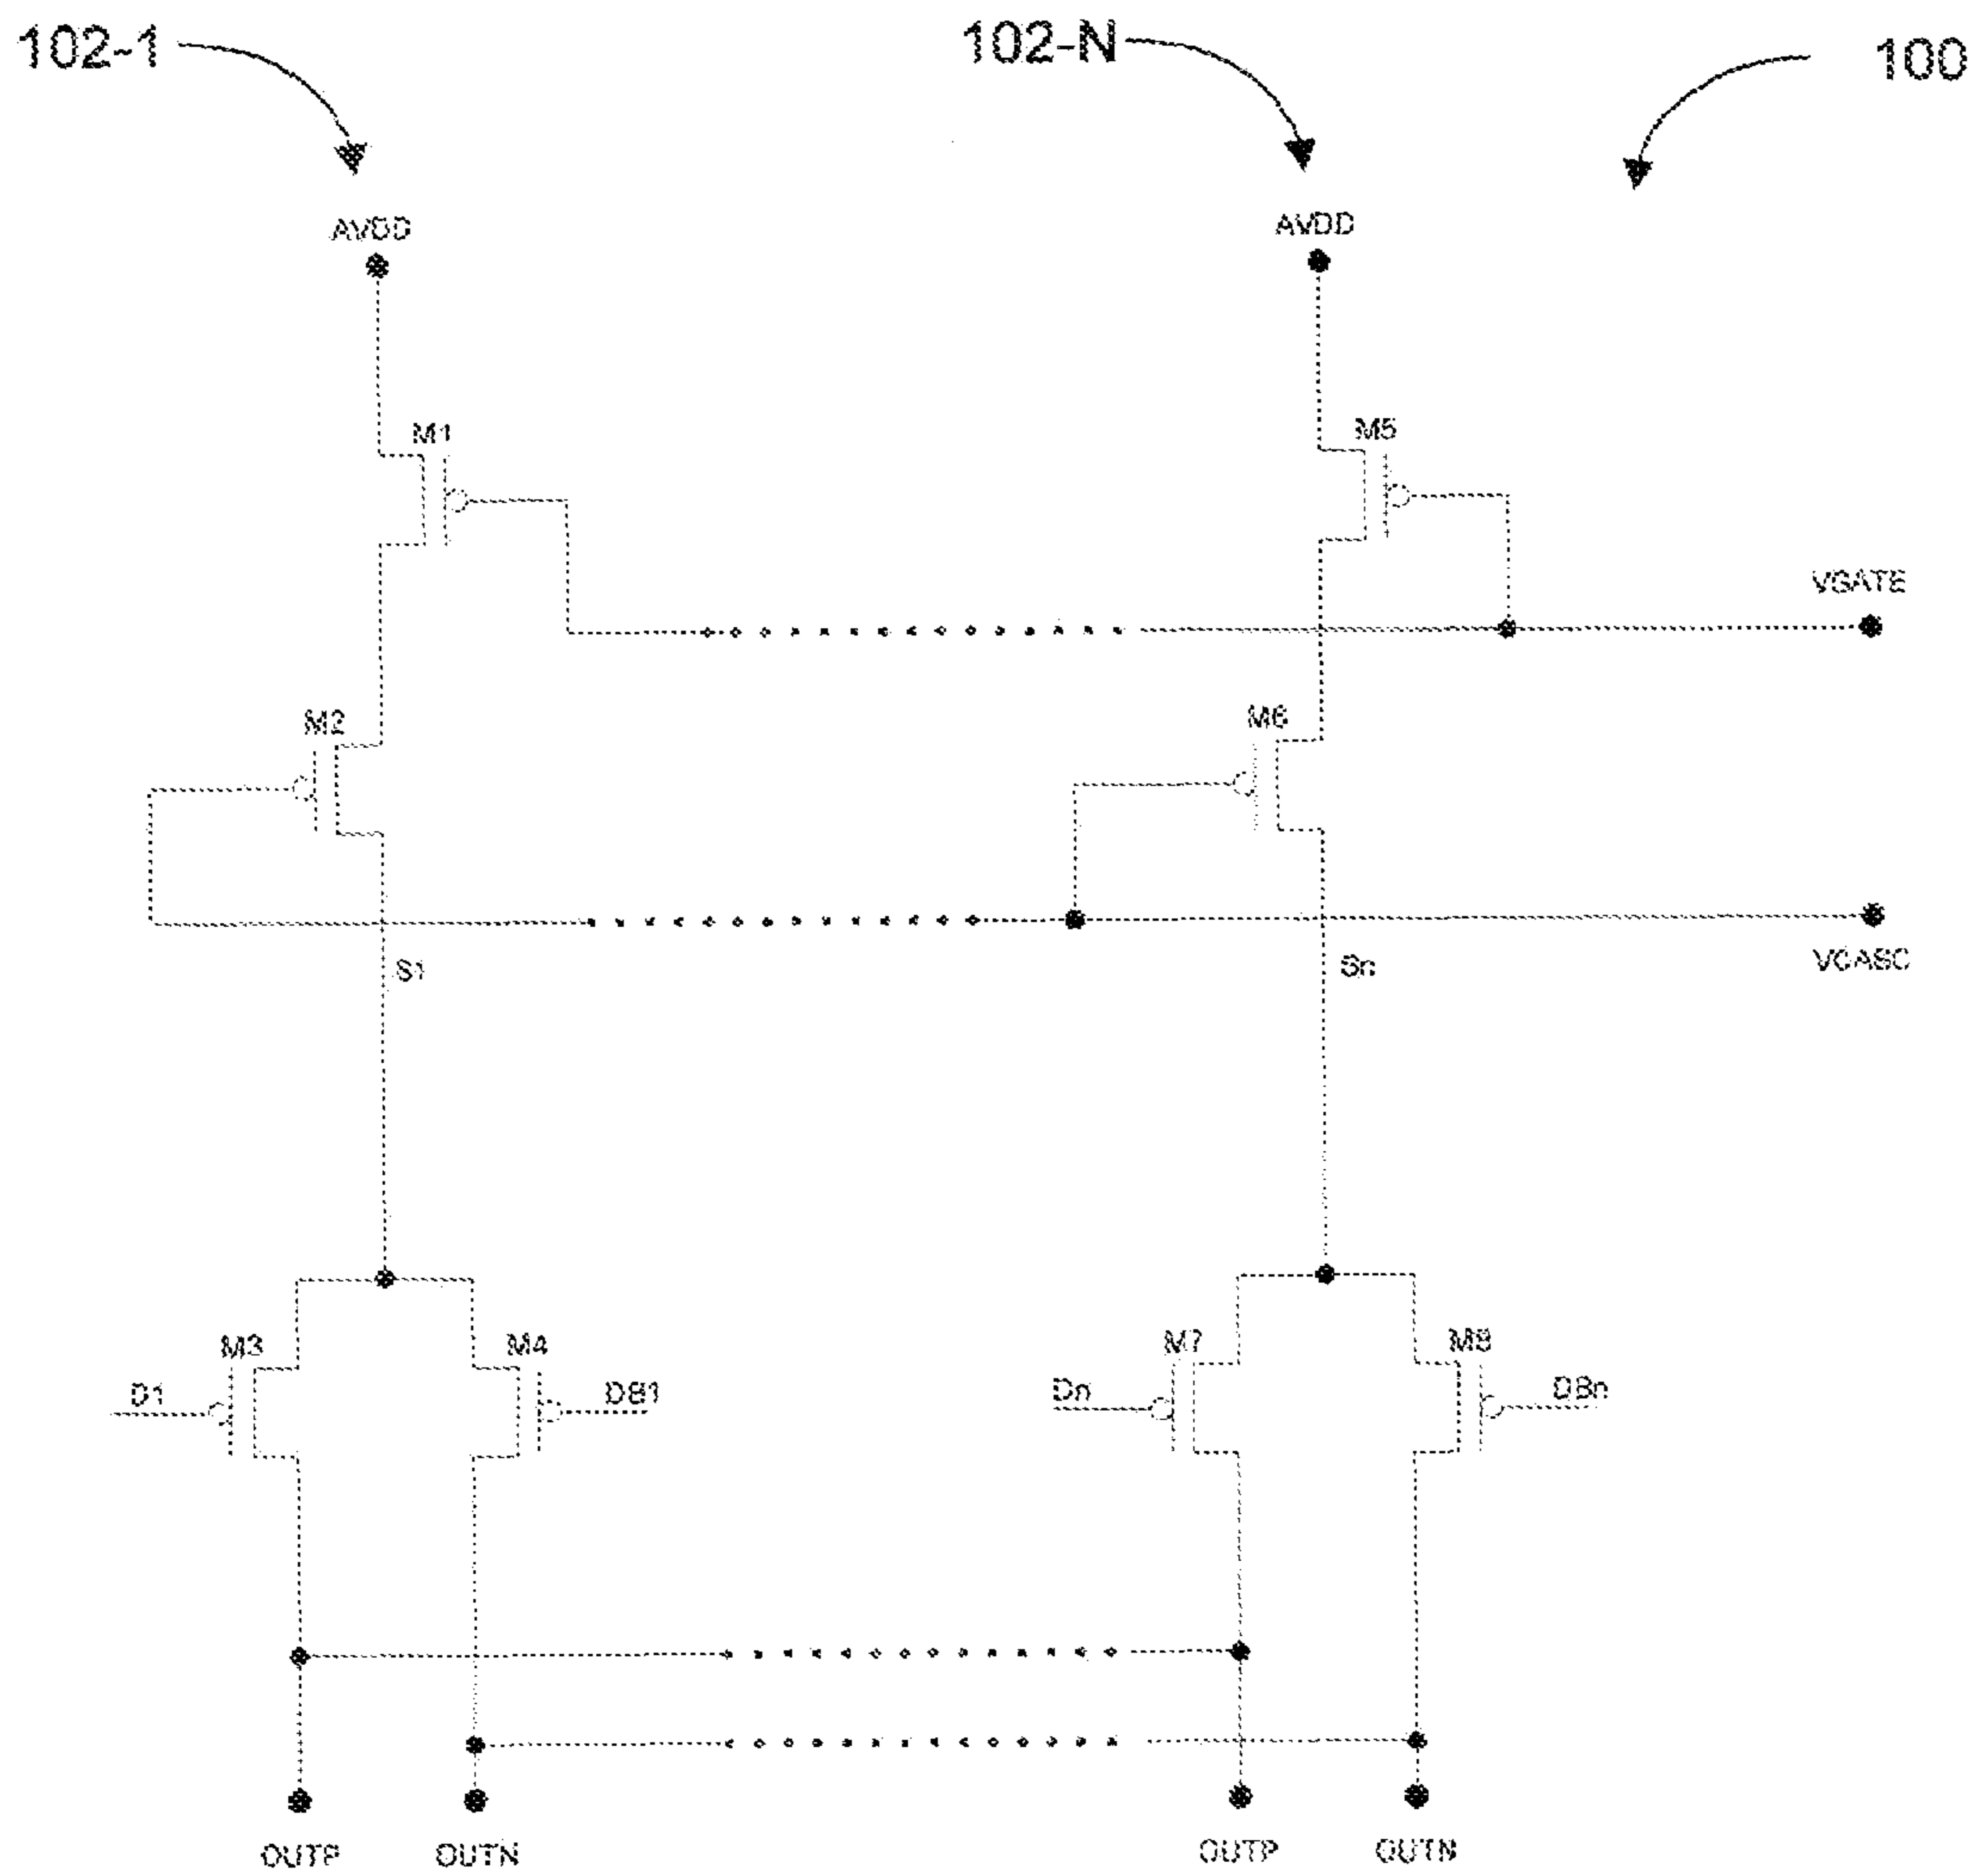 102-1
102-N
100
AVDD
AVDD
M1
M5
VGATE
M2
M6
S1
Sn
VCASC
M3
M4
M7
M8
D1
DB1
Dn
DBn
OUTP
OUTN
OUTP
OUTN